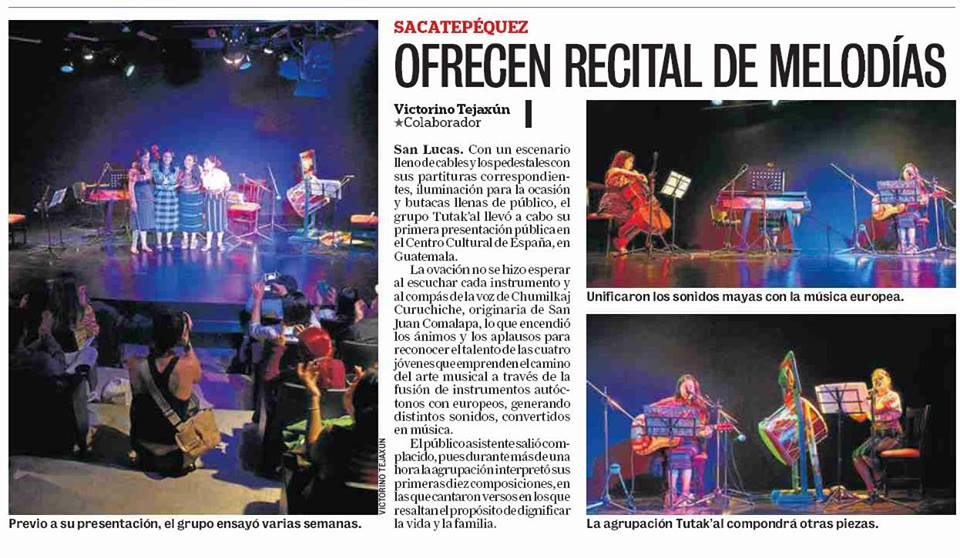 SACATEPÉQUEZ
OFRECEN RECITAL DE MELODÍAS
Victorino Tejaxún
★Colaborador
San Lucas. Con un escenario
lleno de cables y los pedestales con
sus partituras correspondien-
tes, iluminación para la ocasión
y butacas llenas de público, el
grupo Tutak'al llevó a cabo su
primera presentación pública en
el Centro Cultural de España, en
Guatemala.
La ovación no se hizo esperar
al escuchar cada instrumento y
al compás de la voz de Chumilkaj
Curuchiche, originaria de San
Juan Comalapa, lo que encendió
los ánimos y los aplausos para
reconocer el talento de las cuatro
jóvenes que emprenden el camino
del arte musical a través de la
fusión de instrumentos autóc-
tonos con europeos, generando
distintos sonidos, convertidos
en música.
El público asistente salió com-
placido, pues durante más de una
hora la agrupación interpretó sus
primeras diez composiciones, en
las que cantaron versos en los que
resaltan el propósito de dignificar
la vida y la familia.
VICTORINO TEJAXÚN
Previo a su presentación, el grupo ensayó varias semanas.
Unificaron los sonidos mayas con la música europea.
La agrupación Tutak'al compondrá otras piezas.